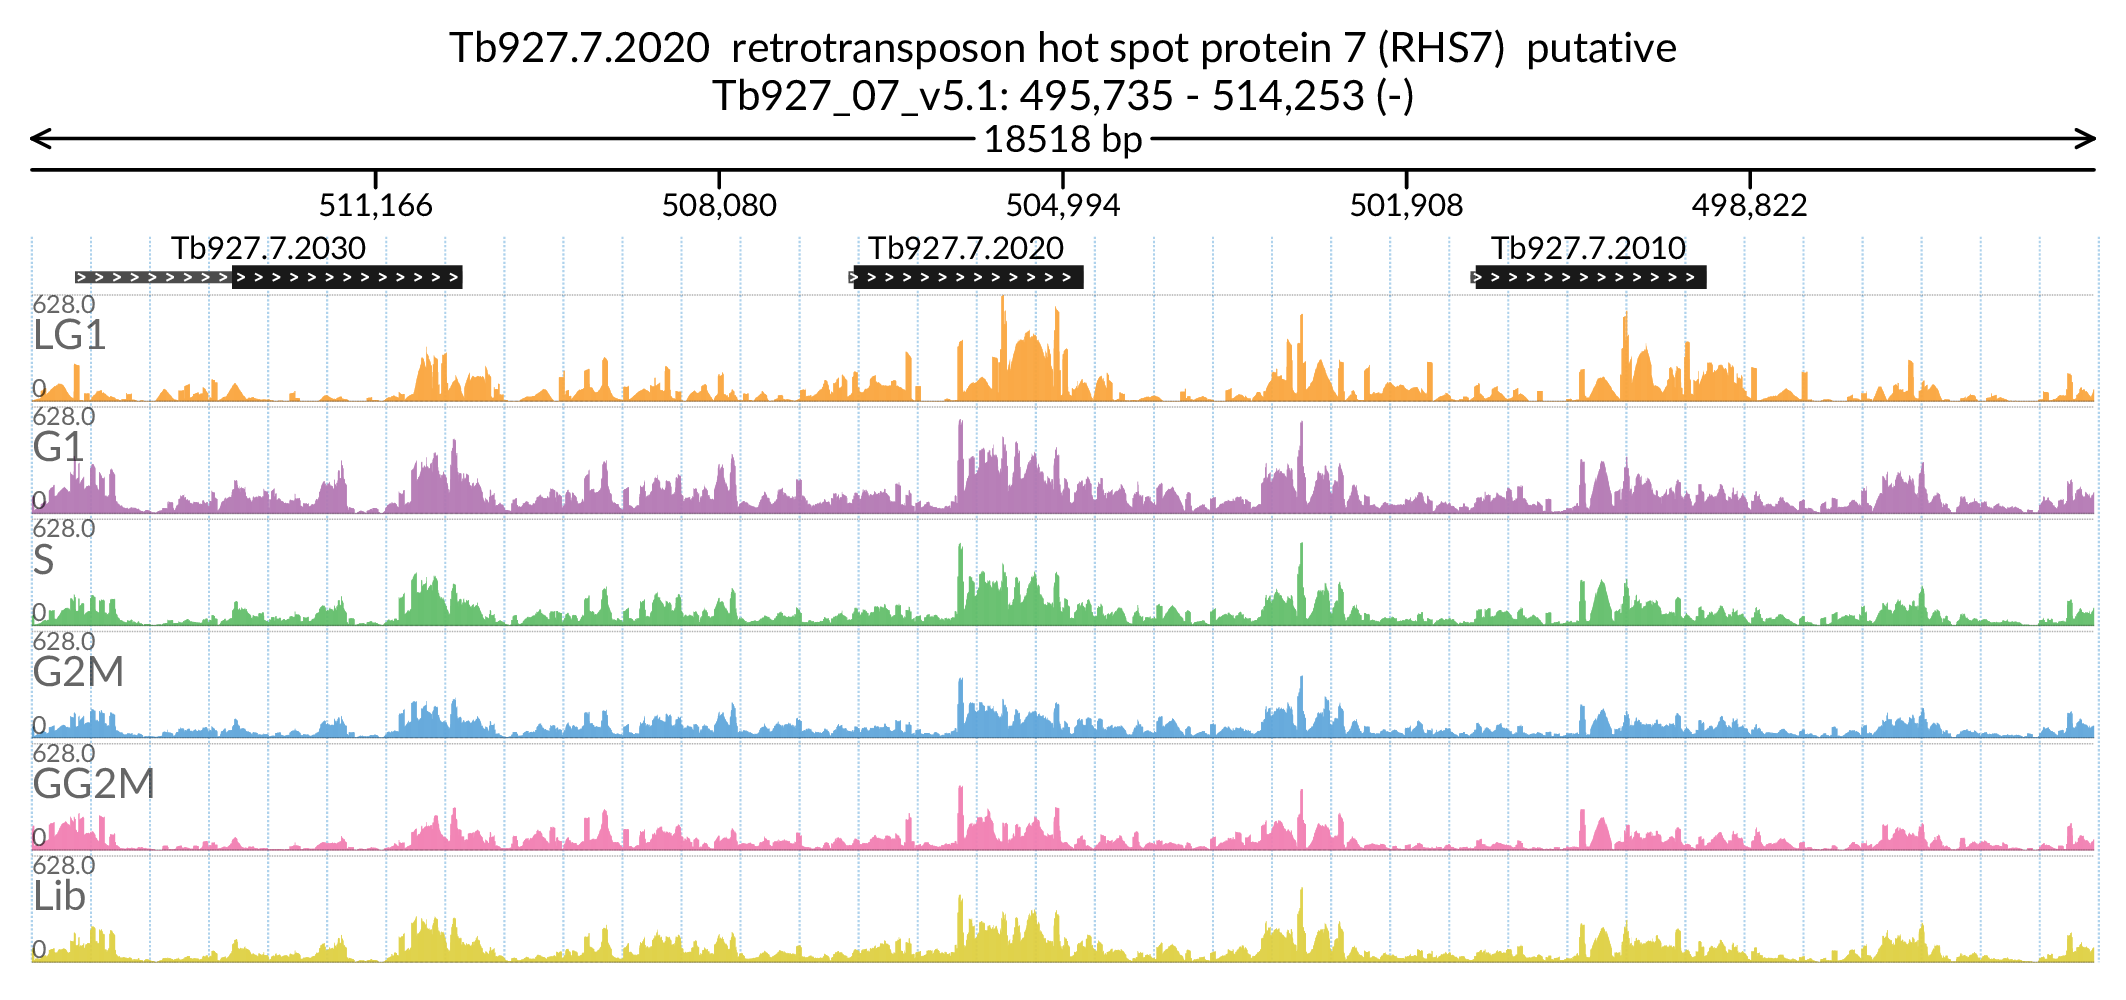 Tb927.7.2020 retrotransposon hot spot protein 7 (RHS7) putative
Tb927_07_v5.1: 495,735 - 514,253 (-)
18518 bp
511,166 508,080 504,994 501,908 498,822
Tb927.7.2030 Tb927.7.2020 Tb927.7.2010
628.0
LG1
0
628.0
G1
0
628.0
S
0
628.0
G2M
0
628.0
GG2M
0
628.0
Lib
0